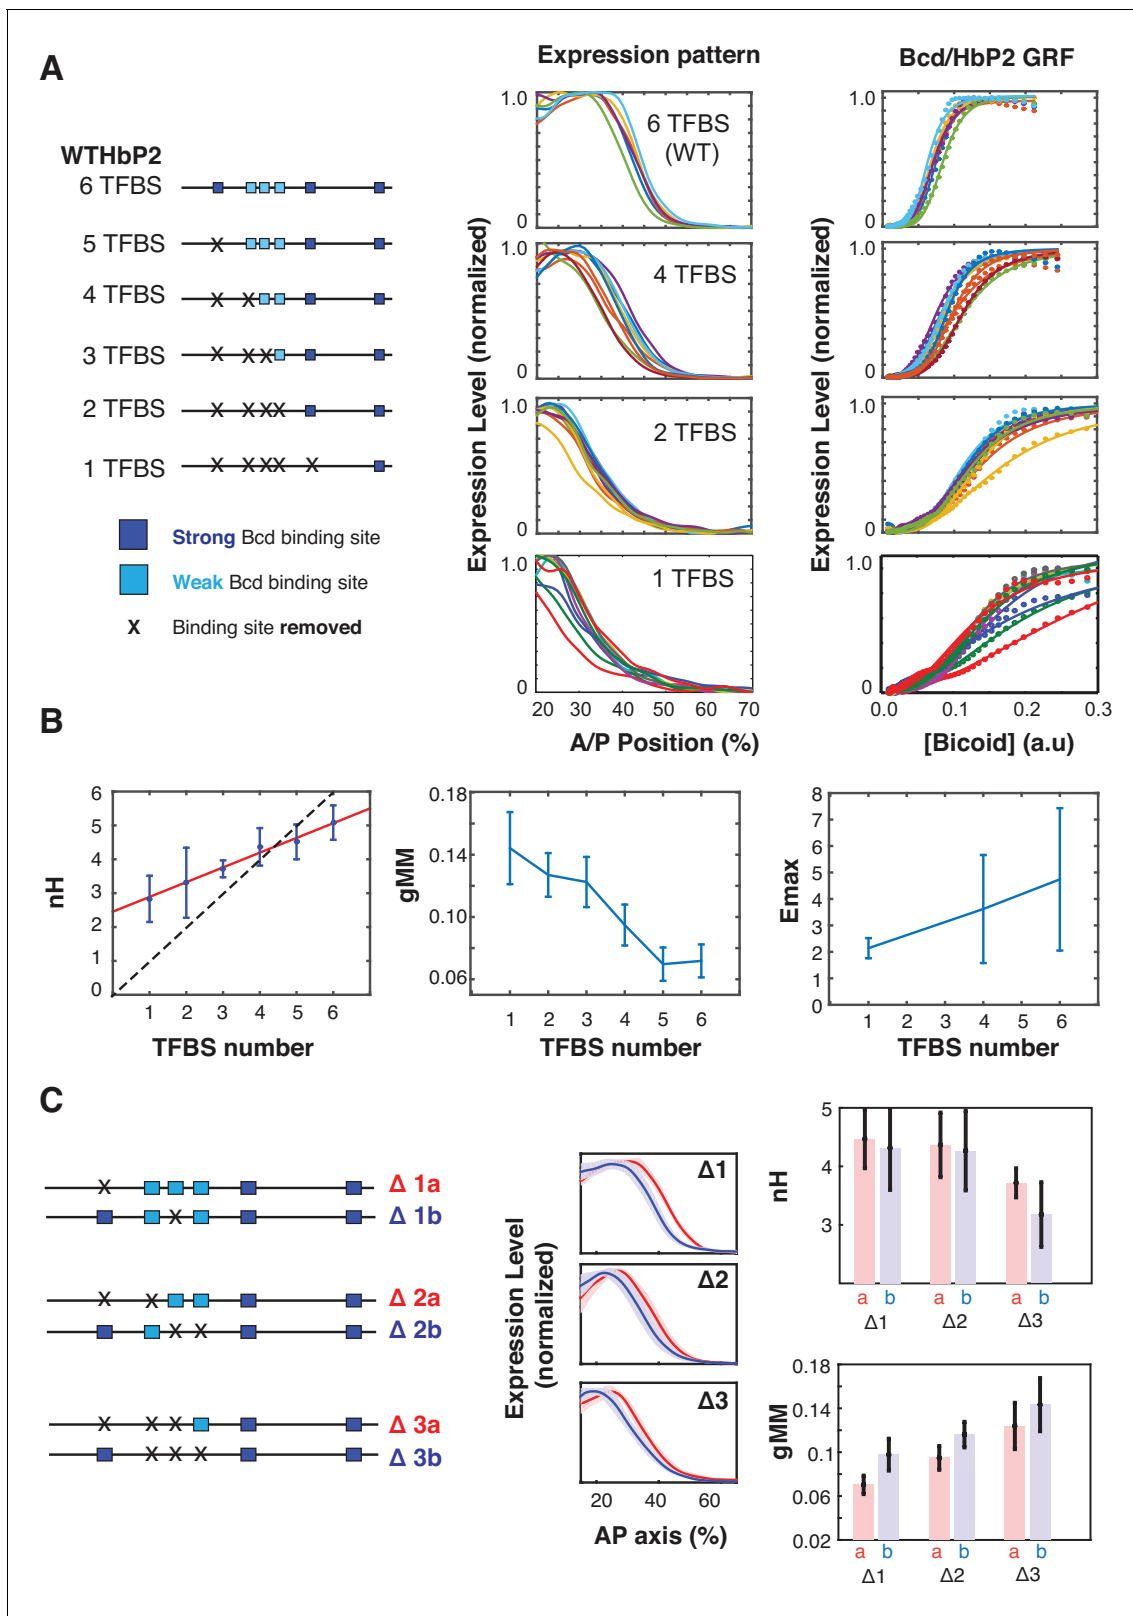 A
Expression pattern
Bcd/HbP2 GRF
WTHbP2
6 TFBS
5 TFBS
X
4 TFBS
X X
3 TFBS
X X X
2 TFBS
X X X X
1 TFBS
X X X X X
Strong Bcd binding site
Weak Bcd binding site
X Binding site removed
Expression Level (normalized)
1.0
0
6 TFBS
(WT)
1.0
0
4 TFBS
1.0
0
2 TFBS
1.0
0
1 TFBS
20 30 40 50 60 70
A/P Position (%)
Expression Level (normalized)
1.0
0
1.0
0
1.0
0
1.0
0
0.0 0.1 0.2 0.3
[Bicoid] (a.u)
B
nH
6
5
4
3
2
1
0
1 2 3 4 5 6
TFBS number
gMM
0.18
0.14
0.10
0.06
1 2 3 4 5 6
TFBS number
Emax
8
7
6
5
4
3
2
1
0
1 2 3 4 5 6
TFBS number
C
X
Δ 1a
X
Δ 1b
X X
Δ 2a
X X
Δ 2b
X X X
Δ 3a
X X X
Δ 3b
Expression Level
(normalized)
Δ1
Δ2
Δ3
20 40 60
AP axis (%)
nH
5
4
3
a b a b a b
Δ1 Δ2 Δ3
gMM
0.18
0.14
0.1
0.06
0.02
a b a b a b
Δ1 Δ2 Δ3